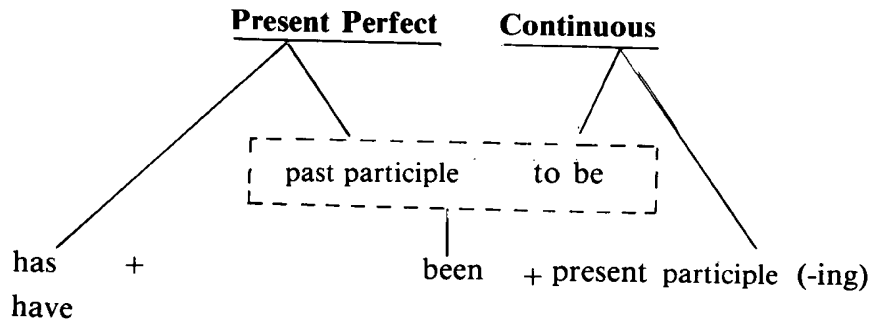 Present Perfect Continuous
past participle to be
has + been + present participle (-ing)
have